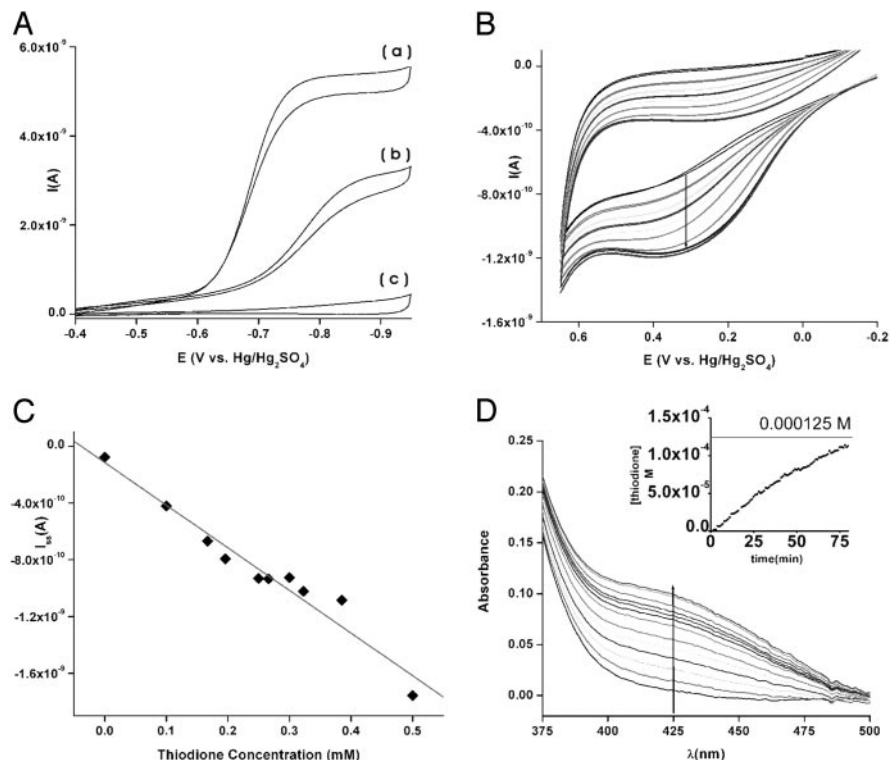 A
6.0x10⁻⁹
4.0x10⁻⁹
2.0x10⁻⁹
0.0
I(A)
(a)
(b)
(c)
-0.4 -0.5 -0.6 -0.7 -0.8 -0.9
E (V vs. Hg/Hg₂SO₄)
B
0.0
-4.0x10⁻¹⁰
-8.0x10⁻¹⁰
-1.2x10⁻⁹
-1.6x10⁻⁹
I(A)
0.6 0.4 0.2 0.0 -0.2
E (V vs. Hg/Hg₂SO₄)
C
0.0
-4.0x10⁻¹⁰
-8.0x10⁻¹⁰
-1.2x10⁻⁹
-1.6x10⁻⁹
Iss(A)
0.0 0.1 0.2 0.3 0.4 0.5
Thiodione Concentration (mM)
D
0.25
0.20
0.15
0.10
0.05
0.00
Absorbance
375 400 425 450 475 500
λ(nm)
1.5x10⁻⁴
1.0x10⁻⁴
5.0x10⁻⁵
0.0
[thiodione]
M
0.000125 M
0 25 50 75
time(min)